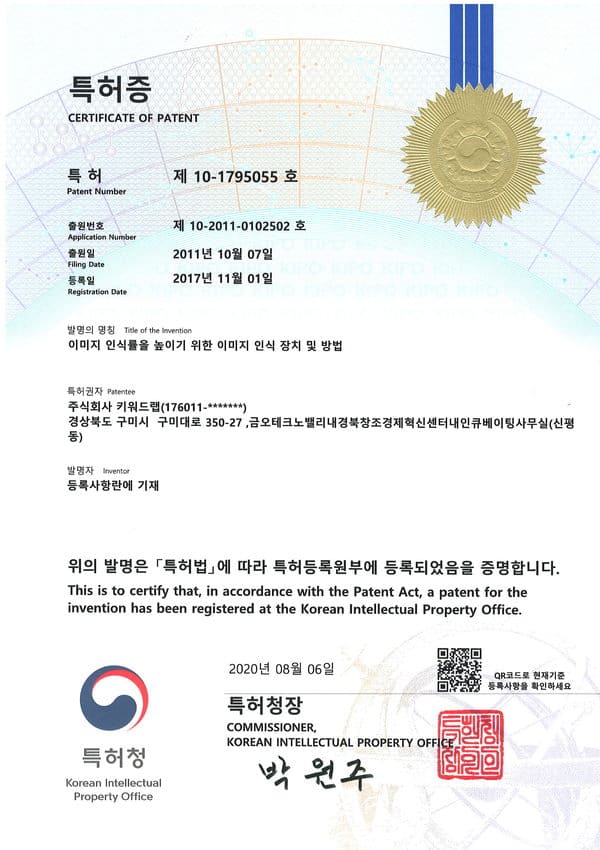 특허증
CERTIFICATE OF PATENT
특 허 제 10-1795055 호
Patent Number
출원번호 제 10-2011-0102502 호
Application Number
출원일 2011년 10월 07일
Filing Date
등록일 2017년 11월 01일
Registration Date
발명의 명칭 Title of the Invention
이미지 인식률을 높이기 위한 이미지 인식 장치 및 방법
특허권자 Patentee
주식회사 키워드랩(176011-*******)
경상북도 구미시 구미대로 350-27 ,금오테크노밸리내경북창조경제혁신센터내인큐베이팅사무실(신평
동)
발명자 Inventor
등록사항란에 기재
위의 발명은 「특허법」에 따라 특허등록원부에 등록되었음을 증명합니다.
This is to certify that, in accordance with the Patent Act, a patent for the
invention has been registered at the Korean Intellectual Property Office.
2020년 08월 06일
QR코드로 현재기준
등록사항을 확인하세요
특허청장
COMMISSIONER,
KOREAN INTELLECTUAL PROPERTY OFFICE
박원주
특허청
Korean Intellectual
Property Office